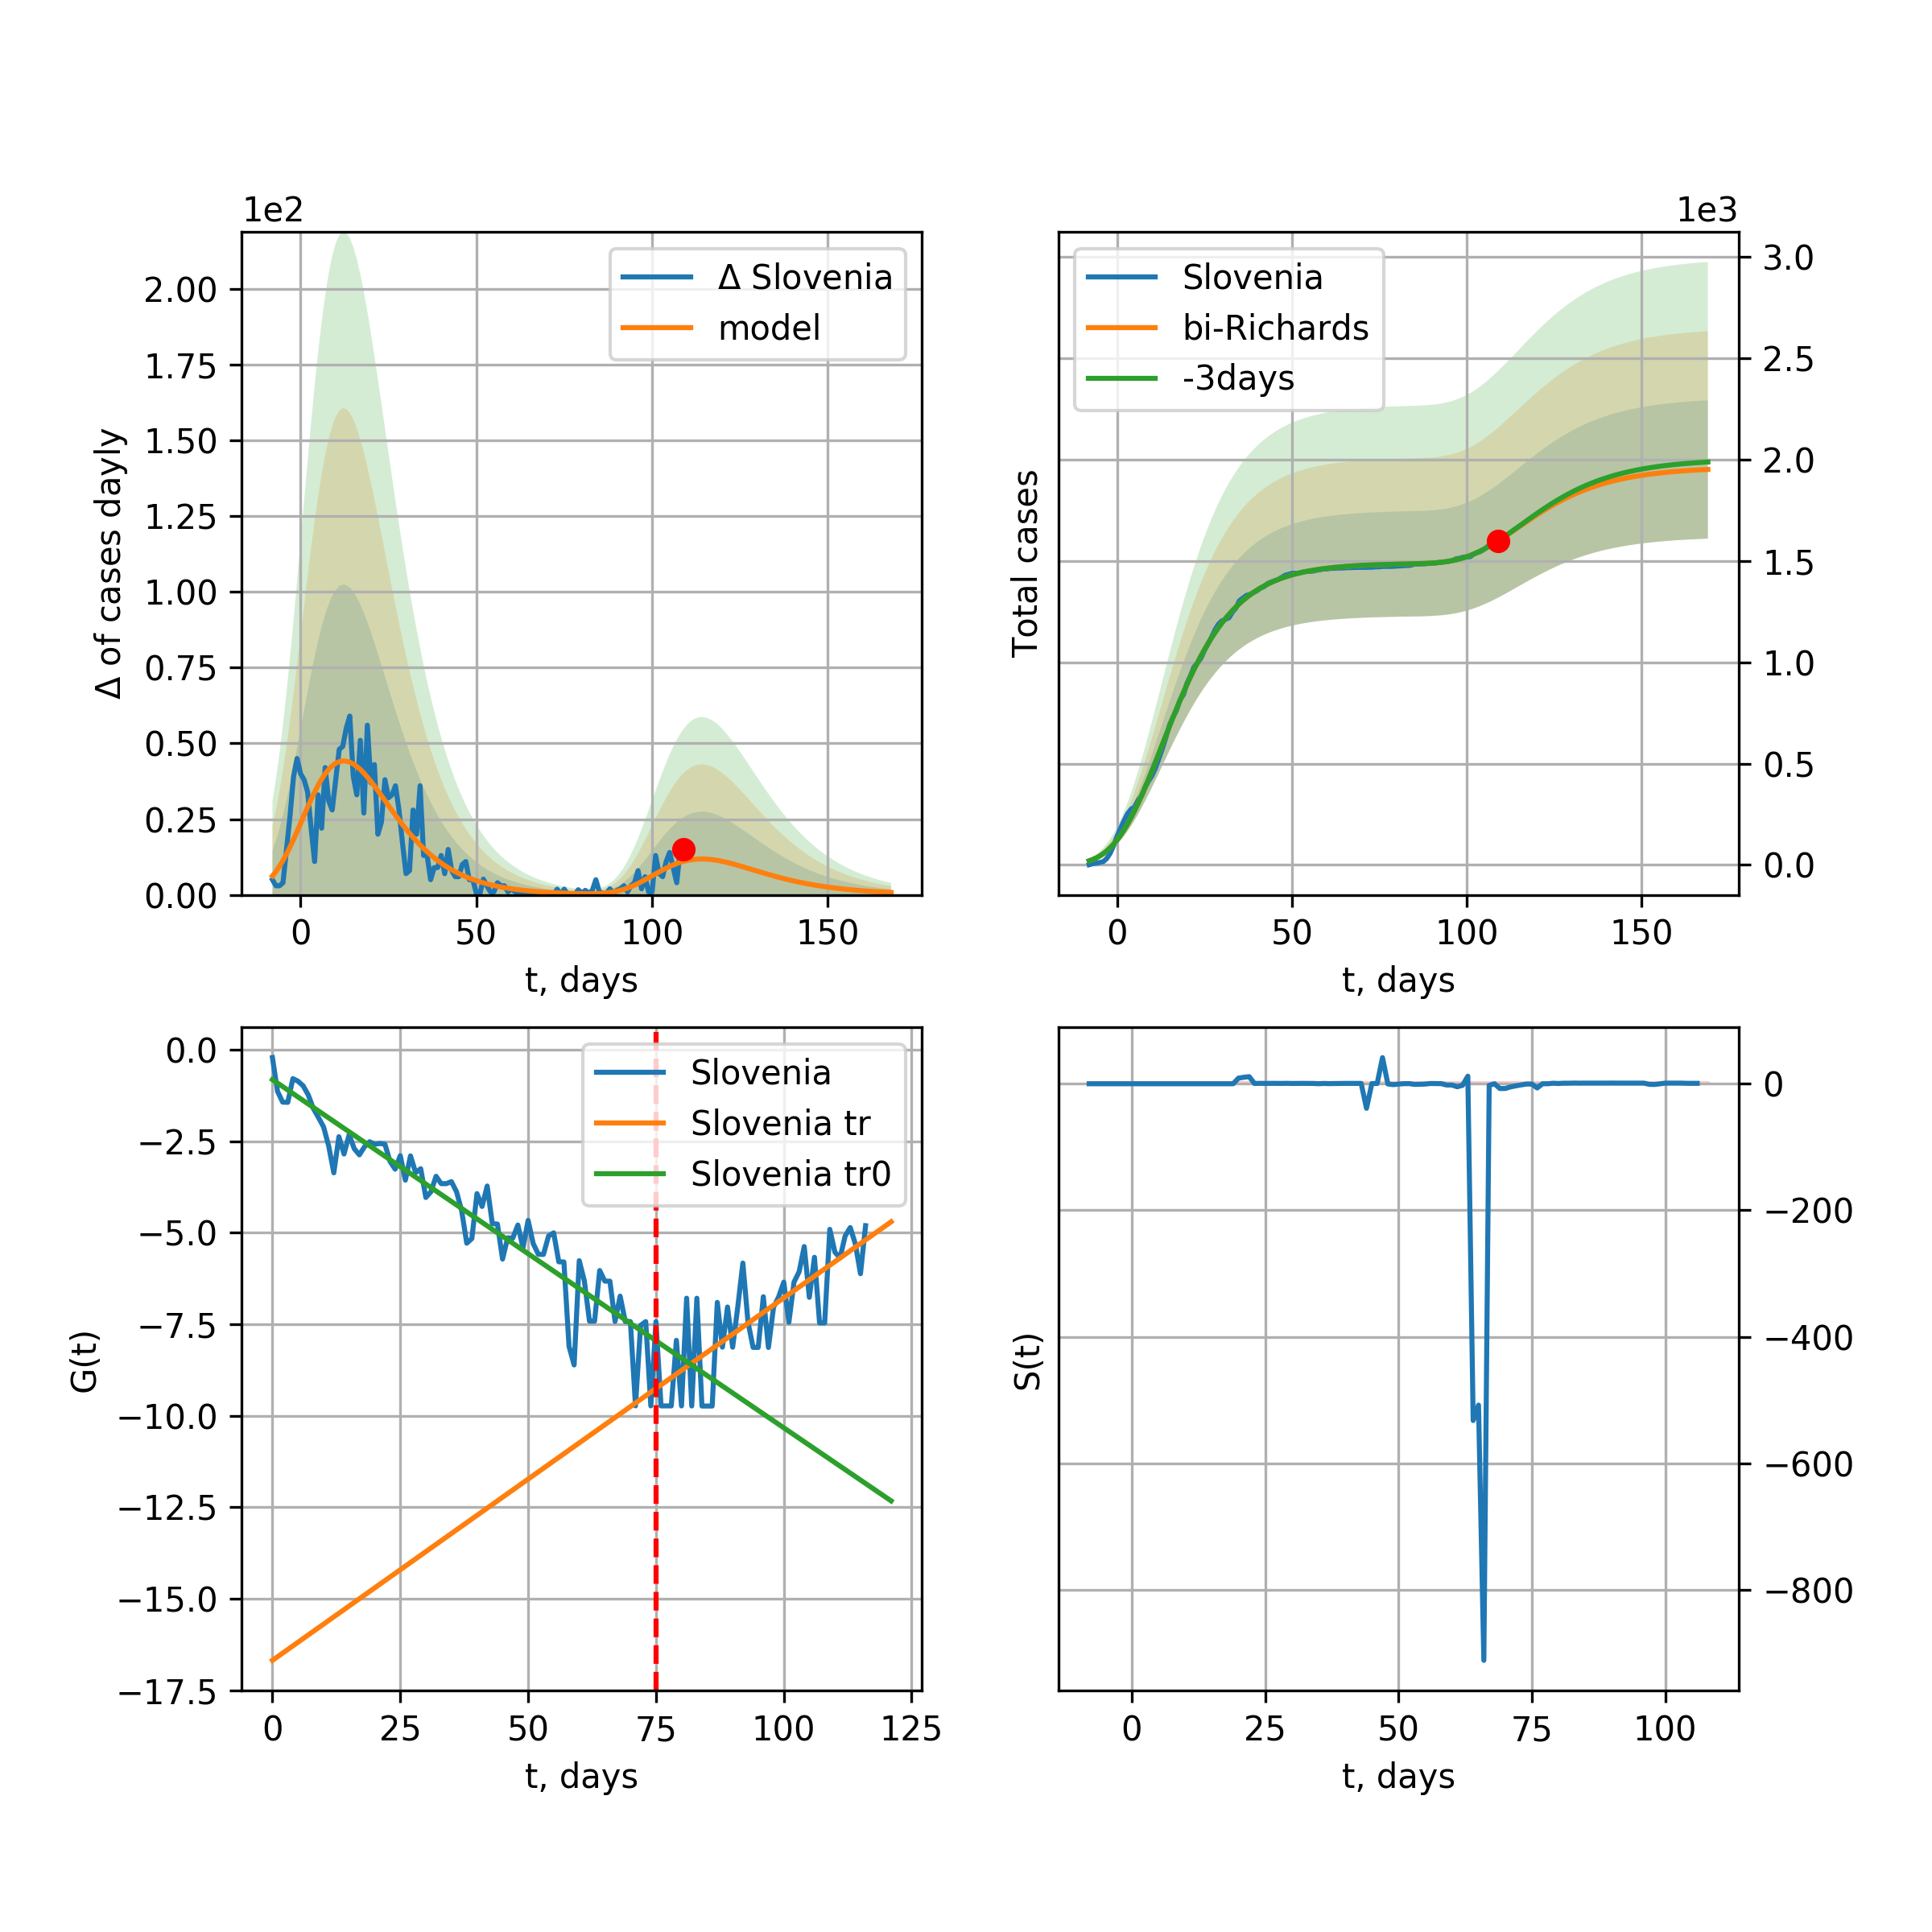 1e2
Δ Slovenia
model
2.00
1.75
1.50
1.25
1.00
0.75
0.50
0.25
0.00
Δ of cases dayly
0 50 100 150
t, days
1e3
Slovenia
bi-Richards
-3days
3.0
2.5
2.0
1.5
1.0
0.5
0.0
Total cases
0 50 100 150
t, days
Slovenia
Slovenia tr
Slovenia tr0
0.0
−2.5
−5.0
−7.5
−10.0
−12.5
−15.0
−17.5
G(t)
0 25 50 75 100 125
t, days
0
−200
−400
−600
−800
S(t)
0 25 50 75 100
t, days